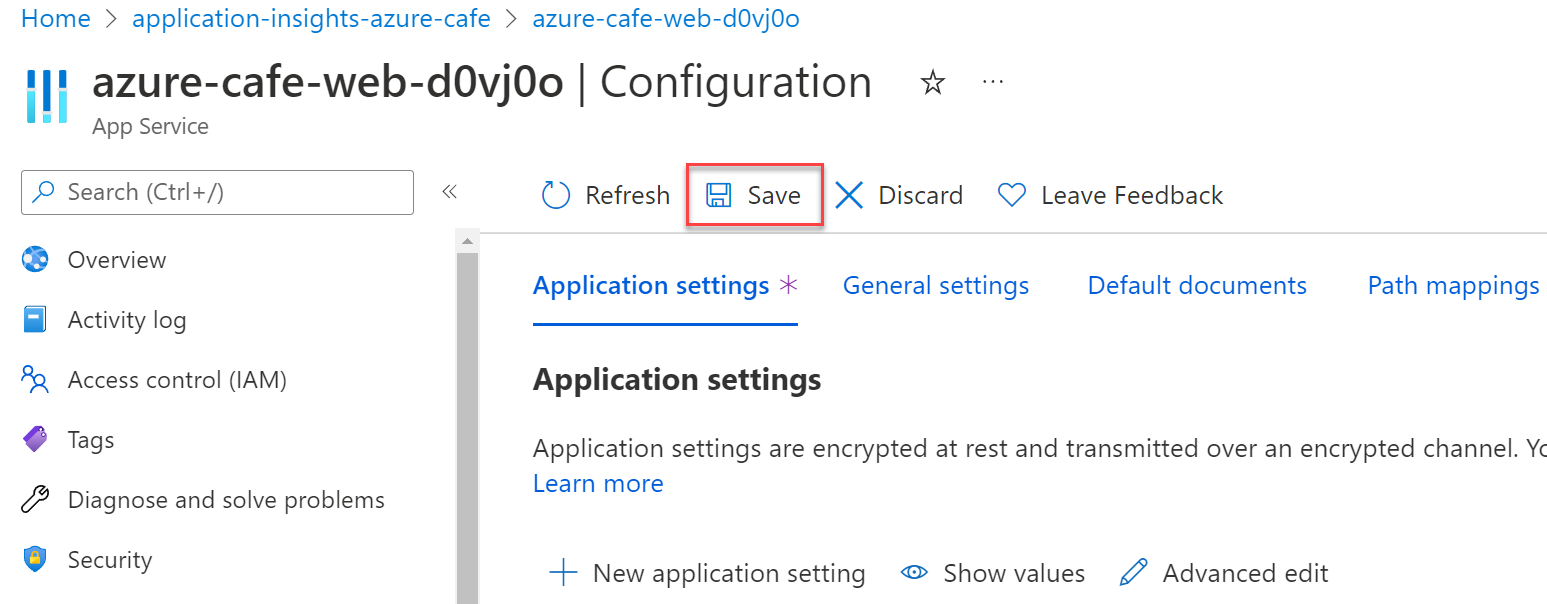 Home > application-insights-azure-cafe > azure-cafe-web-d0vj0o
azure-cafe-web-d0vj0o | Configuration ☆ ···
App Service
Search (Ctrl+/) «
Refresh Save Discard Leave Feedback
Overview
Activity log
Access control (IAM)
Tags
Diagnose and solve problems
Security
Application settings * General settings Default documents Path mappings
Application settings
Application settings are encrypted at rest and transmitted over an encrypted channel.
Learn more
New application setting Show values Advanced edit